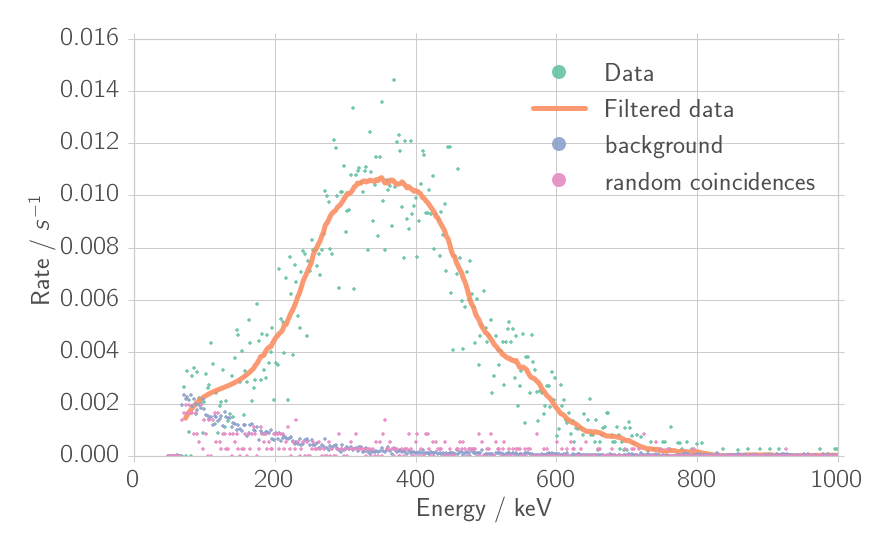 0.016
0.014
0.012
0.010
0.008
0.006
0.004
0.002
0.000
Rate / s⁻¹
Data
Filtered data
background
random coincidences
0 200 400 600 800 1000
Energy / keV